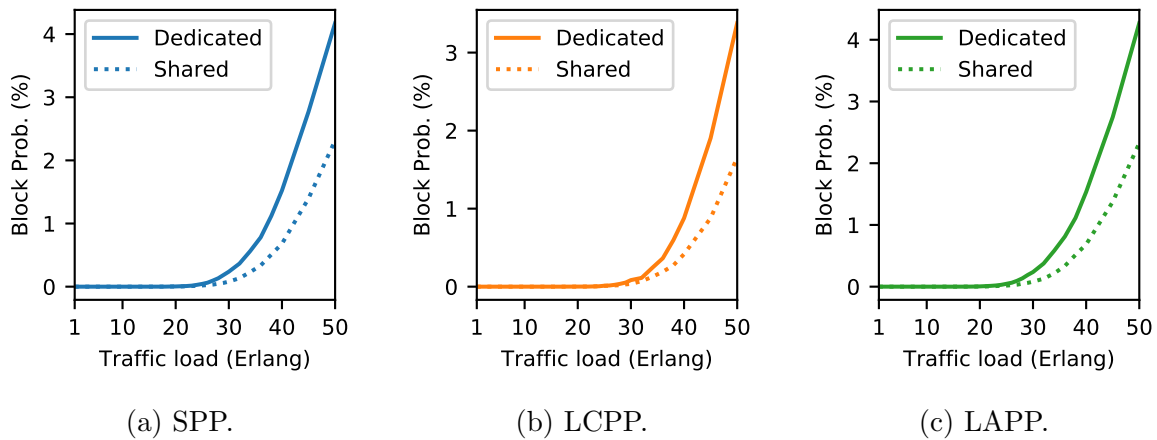 Block Prob. (%)
4
3
2
1
0
Dedicated
Shared
1 10 20 30 40 50
Traffic load (Erlang)
(a) SPP.
Block Prob. (%)
3
2
1
0
Dedicated
Shared
1 10 20 30 40 50
Traffic load (Erlang)
(b) LCPP.
Block Prob. (%)
4
3
2
1
0
Dedicated
Shared
1 10 20 30 40 50
Traffic load (Erlang)
(c) LAPP.